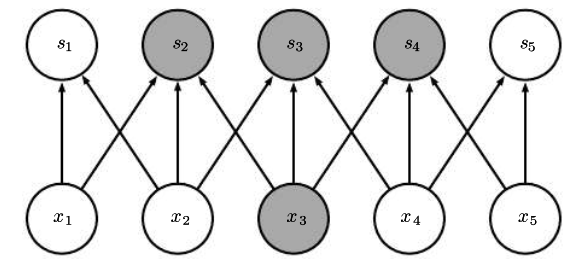 s₁ s₂ s₃ s₄ s₅
x₁ x₂ x₃ x₄ x₅